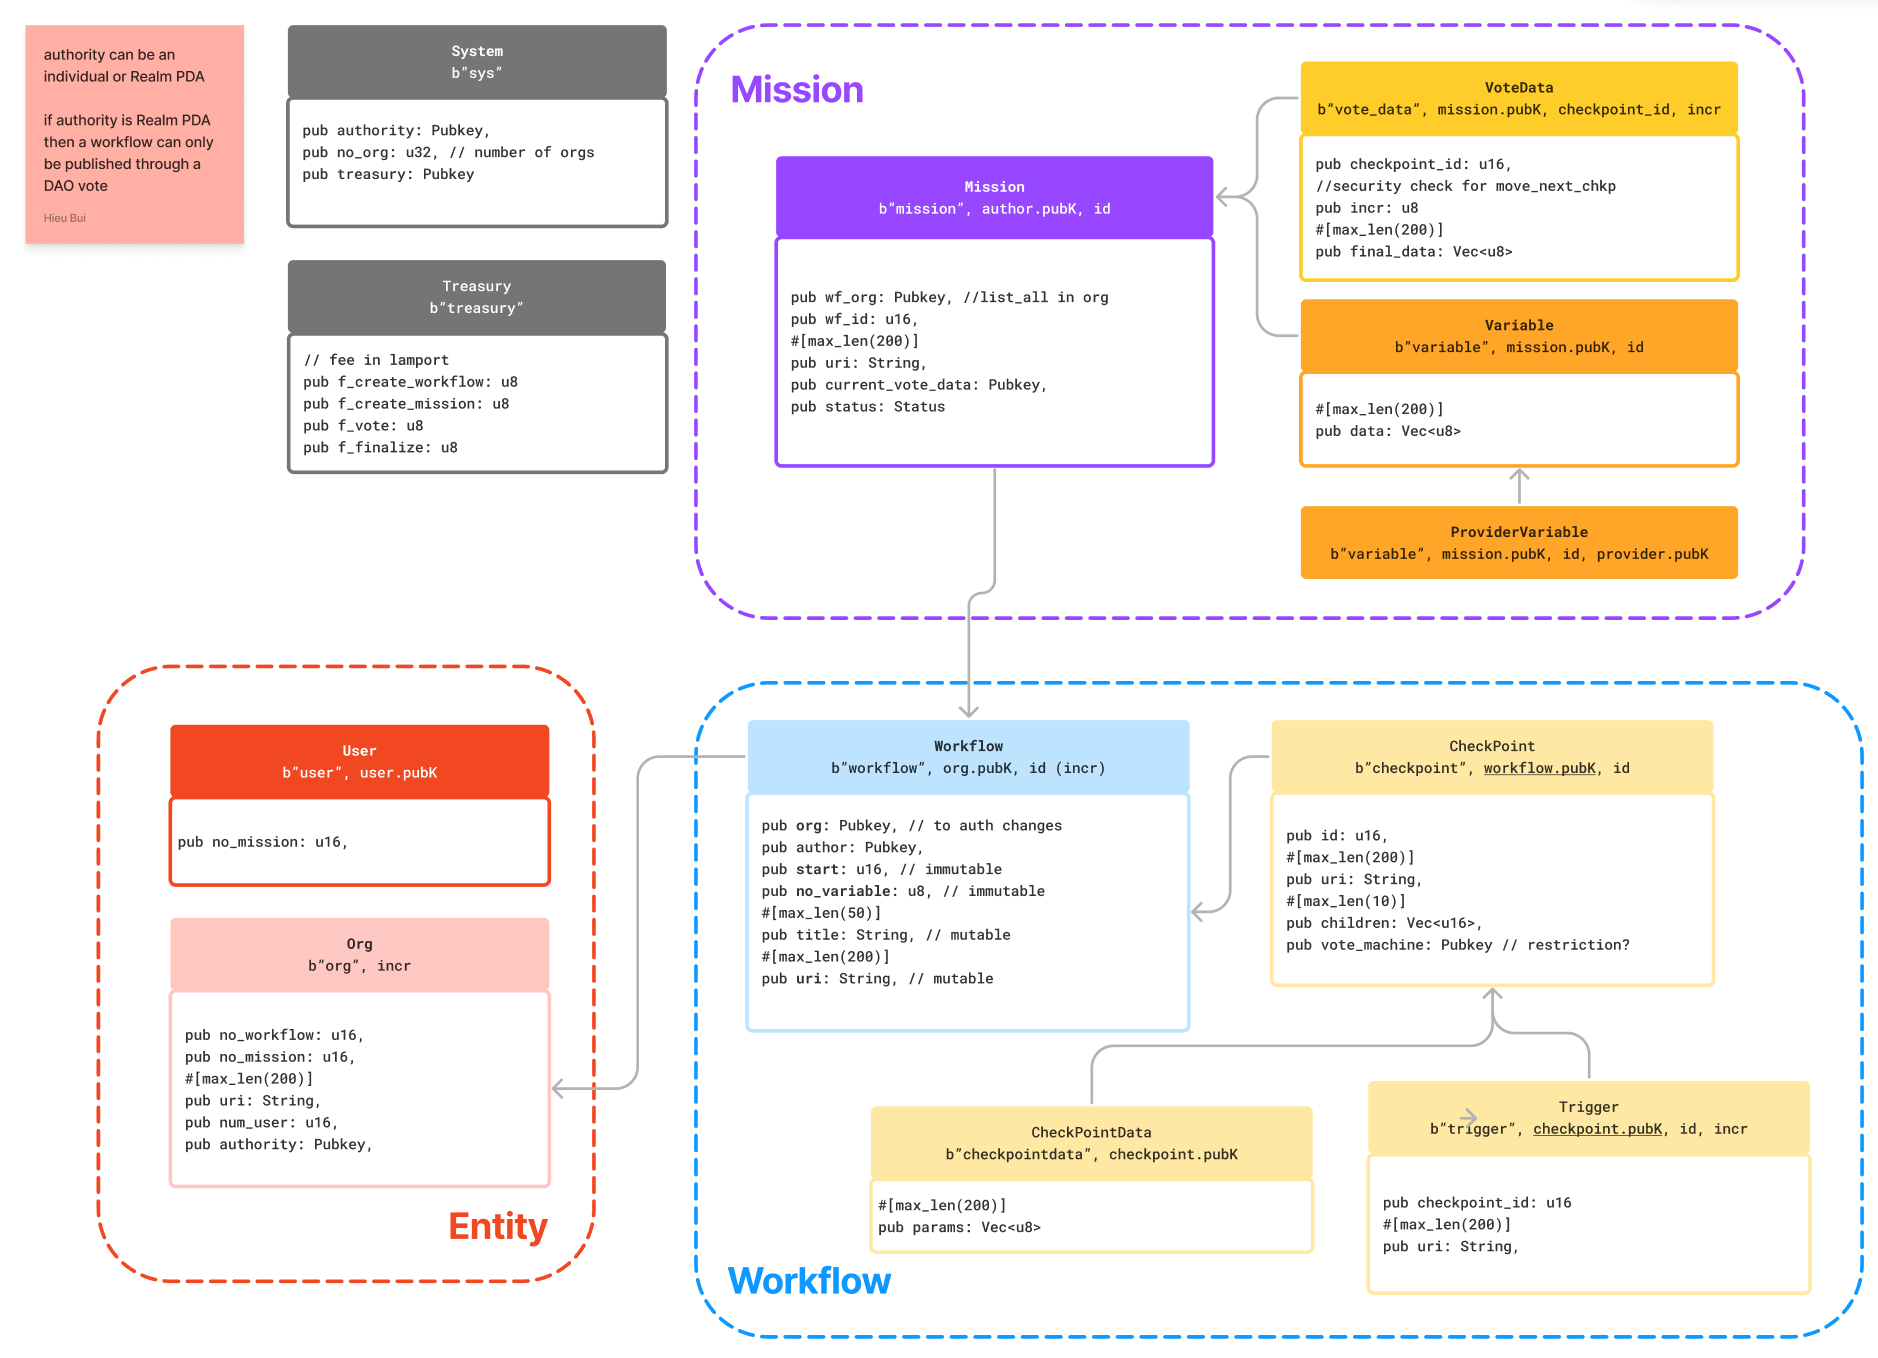 authority can be an
individual or Realm PDA
if authority is Realm PDA
then a workflow can only
be published through a
DAO vote
Hieu Bui
System
b”sys”
pub authority: Pubkey,
pub no_org: u32, // number of orgs
pub treasury: Pubkey
Treasury
b”treasury”
// fee in lamport
pub f_create_workflow: u8
pub f_create_mission: u8
pub f_vote: u8
pub f_finalize: u8
Mission
Mission
b”mission”, author.pubK, id
pub wf_org: Pubkey, //list_all in org
pub wf_id: u16,
#[max_len(200)]
pub uri: String,
pub current_vote_data: Pubkey,
pub status: Status
VoteData
b”vote_data”, mission.pubK, checkpoint_id, incr
pub checkpoint_id: u16,
//security check for move_next_chkp
pub incr: u8
#[max_len(200)]
pub final_data: Vec<u8>
Variable
b”variable”, mission.pubK, id
#[max_len(200)]
pub data: Vec<u8>
ProviderVariable
b”variable”, mission.pubK, id, provider.pubK
User
b”user”, user.pubK
pub no_mission: u16,
Org
b”org”, incr
pub no_workflow: u16,
pub no_mission: u16,
#[max_len(200)]
pub uri: String,
pub num_user: u16,
pub authority: Pubkey,
Entity
Workflow
b”workflow”, org.pubK, id (incr)
pub org: Pubkey, // to auth changes
pub author: Pubkey,
pub start: u16, // immutable
pub no_variable: u8, // immutable
#[max_len(50)]
pub title: String, // mutable
#[max_len(200)]
pub uri: String, // mutable
CheckPoint
b”checkpoint”, workflow.pubK, id
pub id: u16,
#[max_len(200)]
pub uri: String,
#[max_len(10)]
pub children: Vec<u16>,
pub vote_machine: Pubkey // restriction?
CheckPointData
b”checkpointdata”, checkpoint.pubK
#[max_len(200)]
pub params: Vec<u8>
Trigger
b”trigger”, checkpoint.pubK, id, incr
pub checkpoint_id: u16
#[max_len(200)]
pub uri: String,
Workflow